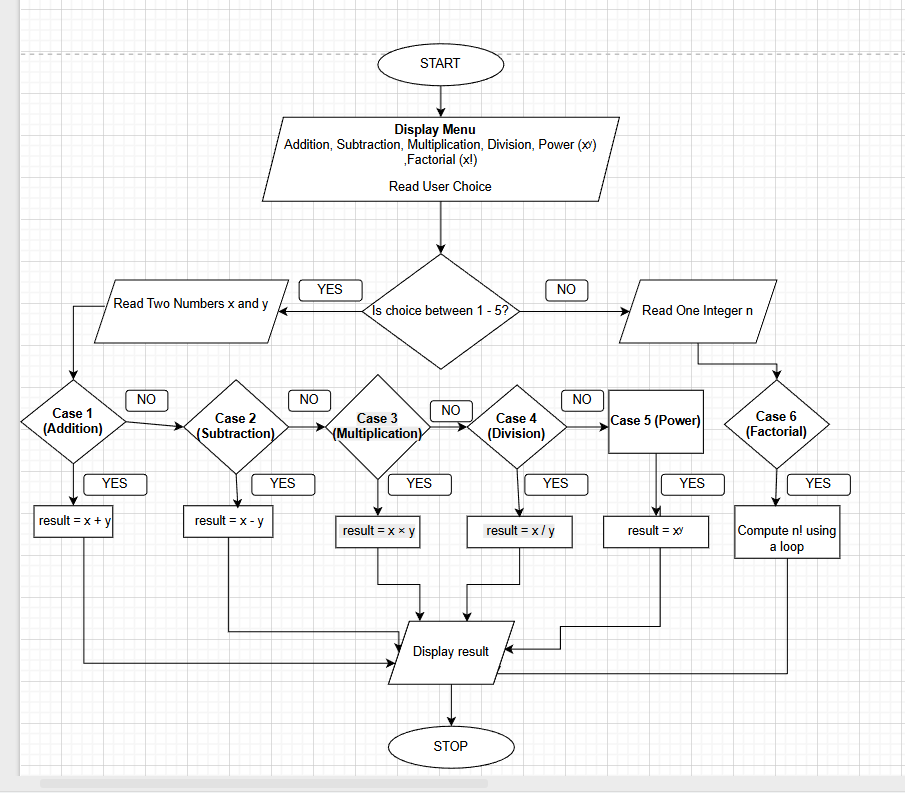 START
Display Menu
Addition, Subtraction, Multiplication, Division, Power (xʸ)
,Factorial (x!)
Read User Choice
YES
NO
Read Two Numbers x and y
Is choice between 1 - 5?
Read One Integer n
NO
NO
NO
NO
Case 1
(Addition)
Case 2
(Subtraction)
Case 3
(Multiplication)
Case 4
(Division)
Case 5 (Power)
Case 6
(Factorial)
YES
YES
YES
YES
YES
YES
result = x + y
result = x - y
result = x × y
result = x / y
result = xʸ
Compute n! using
a loop
Display result
STOP